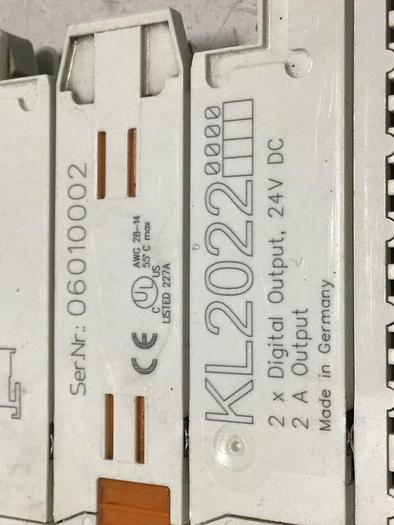 Ser.Nr.: 06010002
AWG 28-14
55°C max
C UL US
LISTED 227A
CE
KL2022 0000
2 x Digital Output, 24V DC
2 A Output
Made in Germany